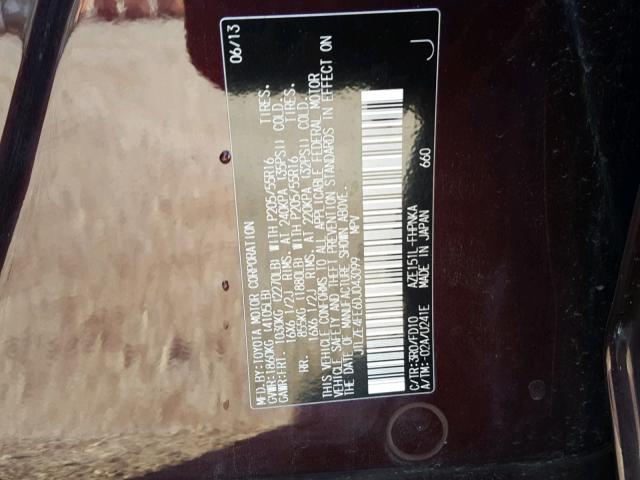 MFD.BY:TOYOTA MOTOR CORPORATION 06/13
GVWR:1860KG (4105LB)
GAWR:FRT. 1030KG (2270LB) WITH P205/55R16 TIRES.
16X6 1/2J RIMS. AT 240KPA (35PSI) COLD.
RR. 855KG (1880LB) WITH P205/55R16 TIRES.
16X6 1/2J RIMS. AT 220KPA (32PSI) COLD.
THIS VEHICLE CONFORMS TO ALL APPLICABLE FEDERAL MOTOR
VEHICLE SAFETY AND THEFT PREVENTION STANDARDS IN EFFECT ON
THE DATE OF MANUFACTURE SHOWN ABOVE.
JTLZE4FE6DJ043099 MPV
C/TR:3R0/FD10 AZE151L-FHPNKA 660
A/TM:-02A/U241E MADE IN JAPAN
J